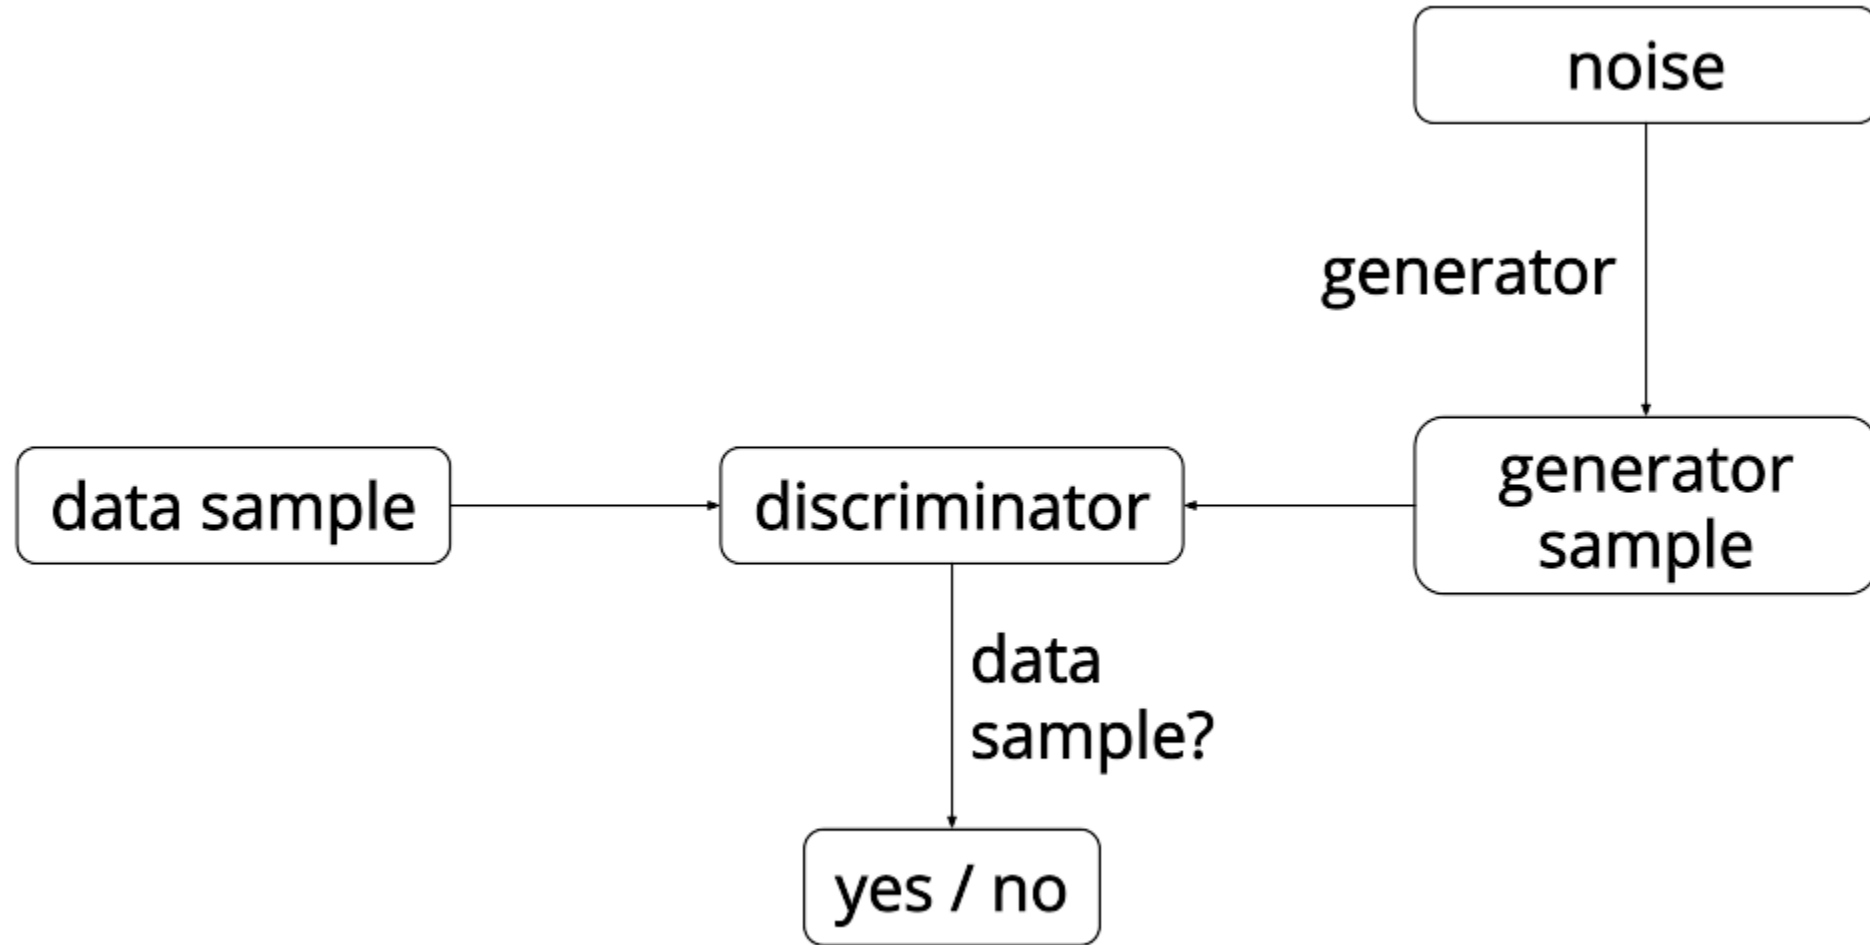 noise
generator
data sample
discriminator
generator
sample
data
sample?
yes / no